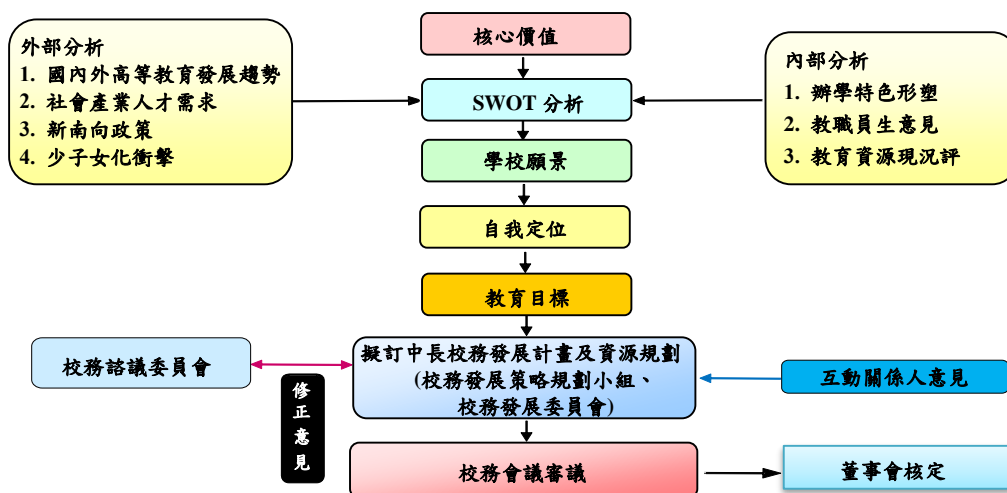 核心價值
外部分析
1. 國內外高等教育發展趨勢
2. 社會產業人才需求
3. 新南向政策
4. 少子女化衝擊
SWOT 分析
內部分析
1. 辦學特色形塑
2. 教職員生意見
3. 教育資源現況評
學校願景
自我定位
教育目標
校務諮議委員會
修正意見
擬訂中長校務發展計畫及資源規劃
(校務發展策略規劃小組、
校務發展委員會)
互動關係人意見
校務會議審議
董事會核定